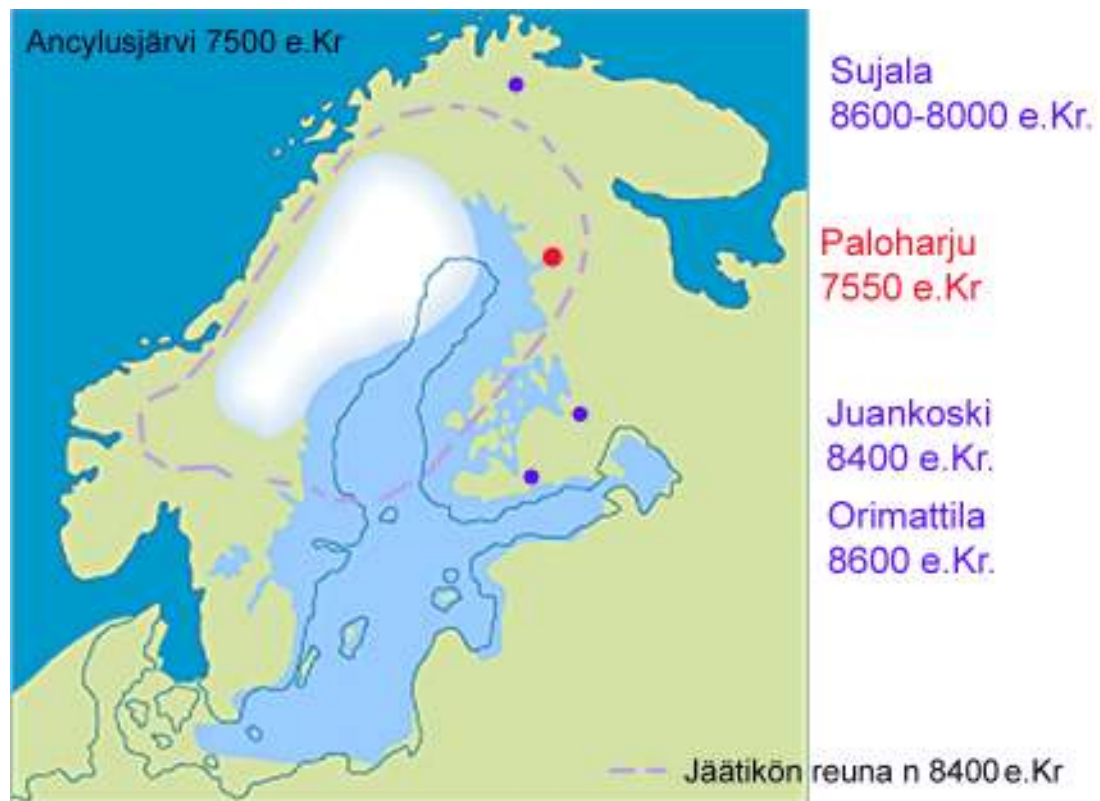 Ancylusjärvi 7500 e.Kr
Sujala
8600-8000 e.Kr.
Paloharju
7550 e.Kr
Juankoski
8400 e.Kr.
Orimattila
8600 e.Kr.
Jäätikön reuna n 8400 e.Kr